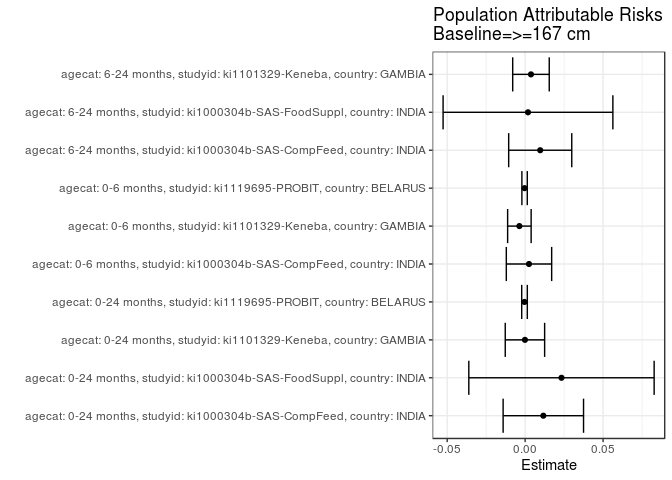 Population Attributable Risks
Baseline=>=167 cm
agecat: 6-24 months, studyid: ki1101329-Keneba, country: GAMBIA
agecat: 6-24 months, studyid: ki1000304b-SAS-FoodSuppl, country: INDIA
agecat: 6-24 months, studyid: ki1000304b-SAS-CompFeed, country: INDIA
agecat: 0-6 months, studyid: ki1119695-PROBIT, country: BELARUS
agecat: 0-6 months, studyid: ki1101329-Keneba, country: GAMBIA
agecat: 0-6 months, studyid: ki1000304b-SAS-CompFeed, country: INDIA
agecat: 0-24 months, studyid: ki1119695-PROBIT, country: BELARUS
agecat: 0-24 months, studyid: ki1101329-Keneba, country: GAMBIA
agecat: 0-24 months, studyid: ki1000304b-SAS-FoodSuppl, country: INDIA
agecat: 0-24 months, studyid: ki1000304b-SAS-CompFeed, country: INDIA
-0.05 0.00 0.05
Estimate